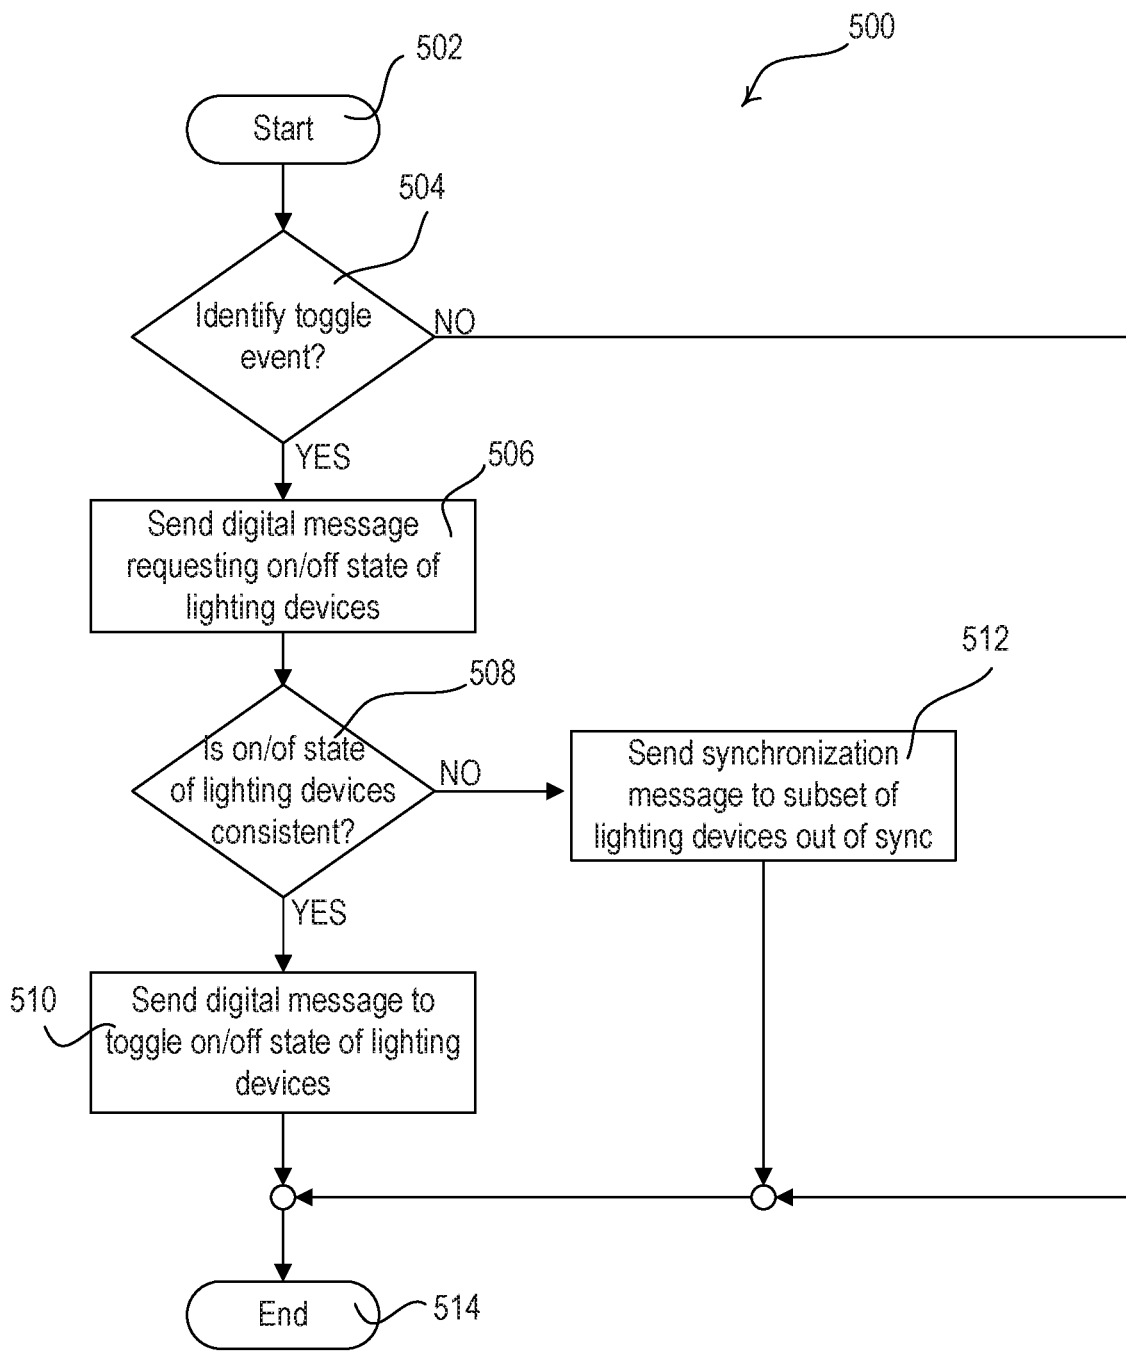 500
502
Start
504
Identify toggle
event?
NO
YES
506
Send digital message
requesting on/off state of
lighting devices
508
Is on/of state
of lighting devices
consistent?
NO
512
Send synchronization
message to subset of
lighting devices out of sync
YES
510
Send digital message to
toggle on/off state of lighting
devices
End
514